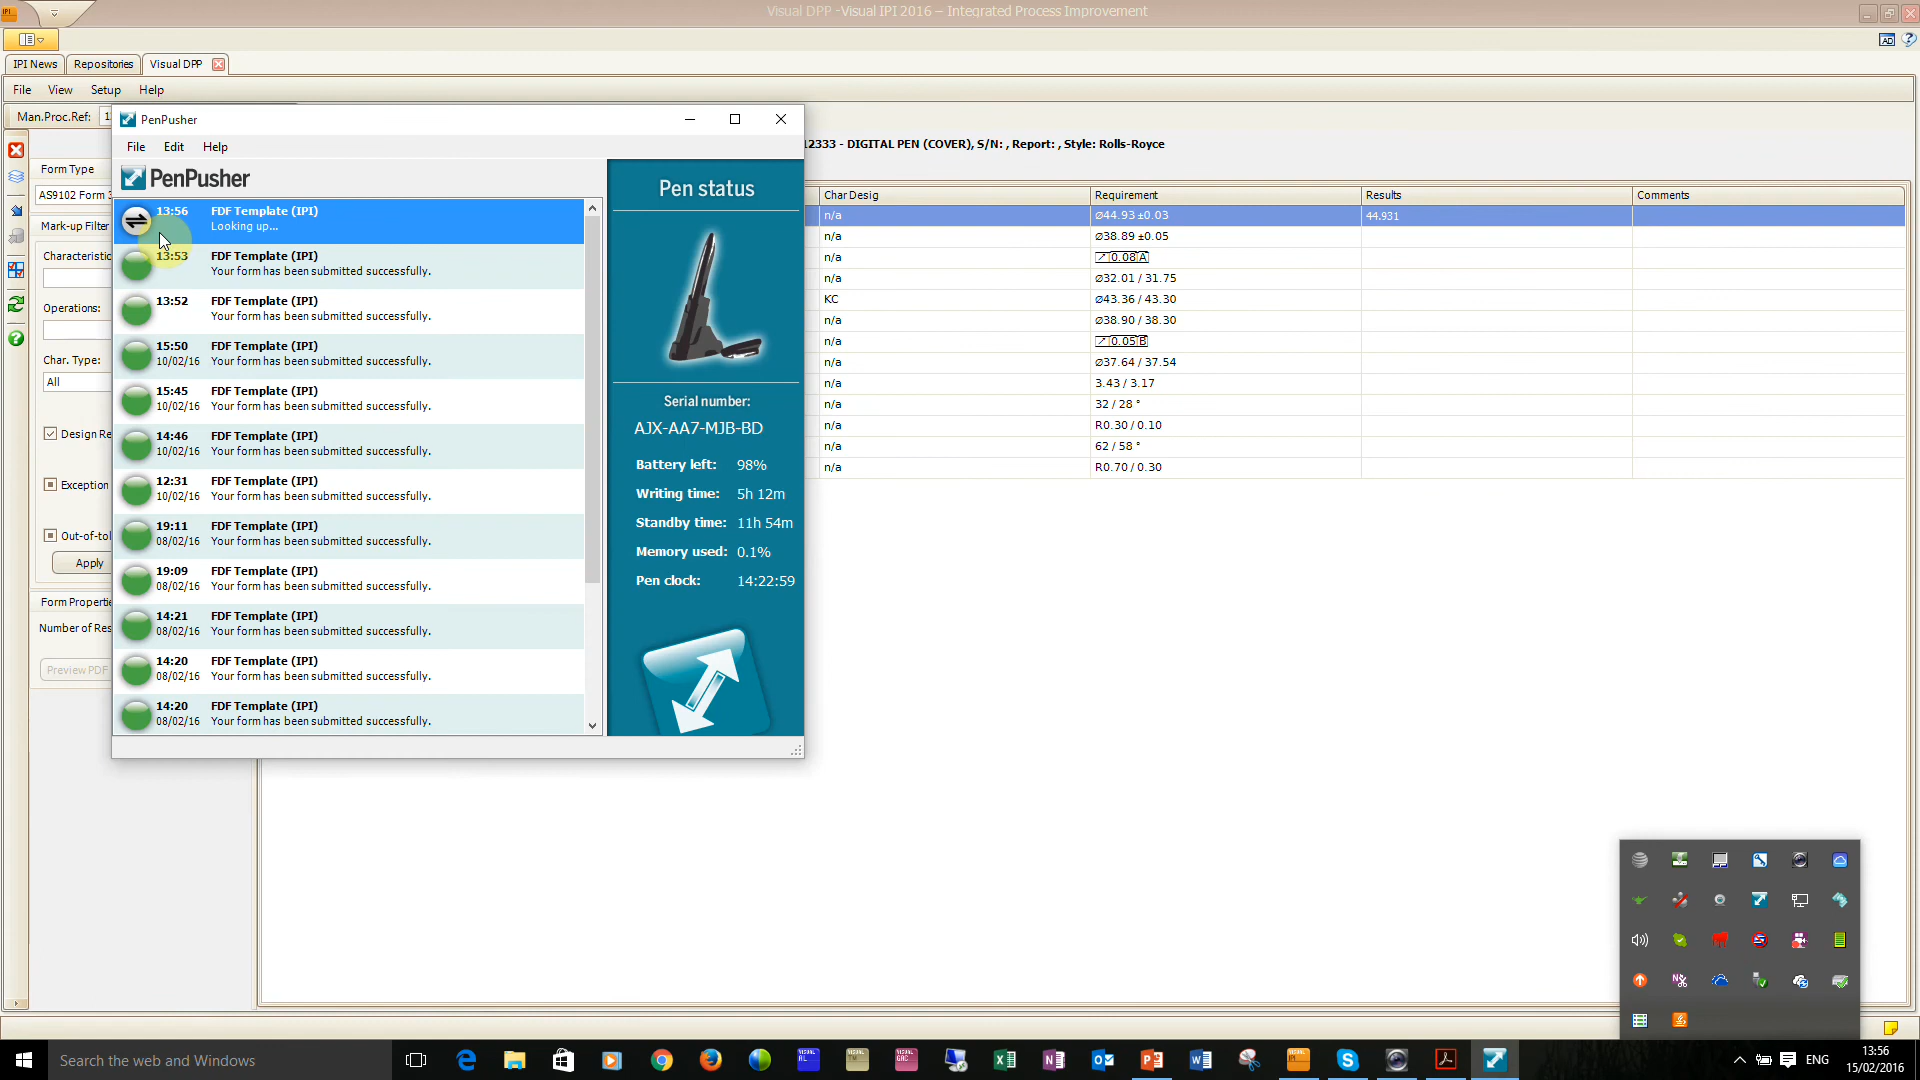 Visual DPP -Visual IPI 2016 – Integrated Process Improvement
IPI News
Repositories
Visual DPP
AD
File View Setup Help
Man.Proc.Ref:
Form Type
AS9102 Form 3
Mark-up Filter
Characteristic
Operations:
Char. Type:
All
Design Re
Exception
Out-of-tol
Apply
Form Propertie
Number of Res
Preview PDF
PenPusher
File Edit Help
PenPusher
13:56 FDF Template (IPI)
Looking up...
13:53 FDF Template (IPI)
Your form has been submitted successfully.
13:52 FDF Template (IPI)
Your form has been submitted successfully.
15:50 FDF Template (IPI)
10/02/16 Your form has been submitted successfully.
15:45 FDF Template (IPI)
10/02/16 Your form has been submitted successfully.
14:46 FDF Template (IPI)
10/02/16 Your form has been submitted successfully.
12:31 FDF Template (IPI)
10/02/16 Your form has been submitted successfully.
19:11 FDF Template (IPI)
08/02/16 Your form has been submitted successfully.
19:09 FDF Template (IPI)
08/02/16 Your form has been submitted successfully.
14:21 FDF Template (IPI)
08/02/16 Your form has been submitted successfully.
14:20 FDF Template (IPI)
08/02/16 Your form has been submitted successfully.
14:20 FDF Template (IPI)
08/02/16 Your form has been submitted successfully.
Pen status
Serial number:
AJX-AA7-MJB-BD
Battery left: 98%
Writing time: 5h 12m
Standby time: 11h 54m
Memory used: 0.1%
Pen clock: 14:22:59
12333 - DIGITAL PEN (COVER), S/N: , Report: , Style: Rolls-Royce
Char Desig Requirement Results Comments
n/a ⌀44.93 ±0.03 44.931
n/a ⌀38.89 ±0.05
n/a 0.08 A
n/a ⌀32.01 / 31.75
KC ⌀43.36 / 43.30
n/a ⌀38.90 / 38.30
n/a 0.05 B
n/a ⌀37.64 / 37.54
n/a 3.43 / 3.17
n/a 32 / 28 °
n/a R0.30 / 0.10
n/a 62 / 58 °
n/a R0.70 / 0.30
Search the web and Windows
ENG
13:56
15/02/2016